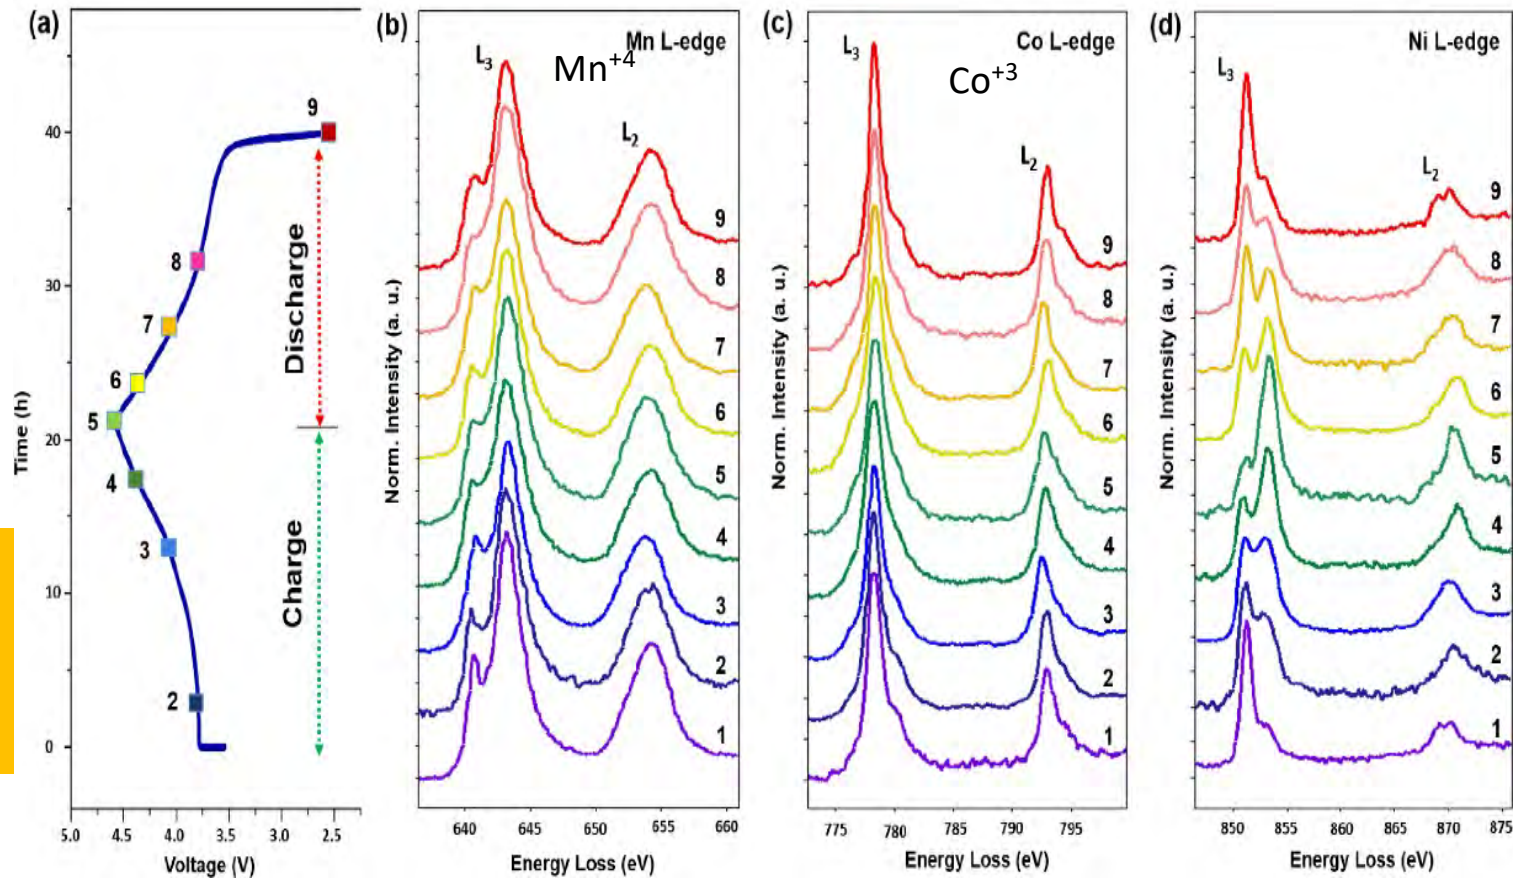 (a)
9
40
8
30
7
6
5
20
4
3
10
2
0
Discharge
Charge
Time (h)
5.0 4.5 4.0 3.5 3.0 2.5
Voltage (V)
(b)
Mn L-edge
L3
Mn+4
L2
9
8
7
6
5
4
3
2
1
Norm. Intensity (a. u.)
640 645 650 655 660
Energy Loss (eV)
(c)
Co L-edge
L3
Co+3
L2
9
8
7
6
5
4
3
2
1
Norm. Intensity (a. u.)
775 780 785 790 795
Energy Loss (eV)
(d)
Ni L-edge
L3
L2
9
8
7
6
5
4
3
2
1
Norm. Intensity (a. u.)
850 855 860 865 870 875
Energy Loss (eV)